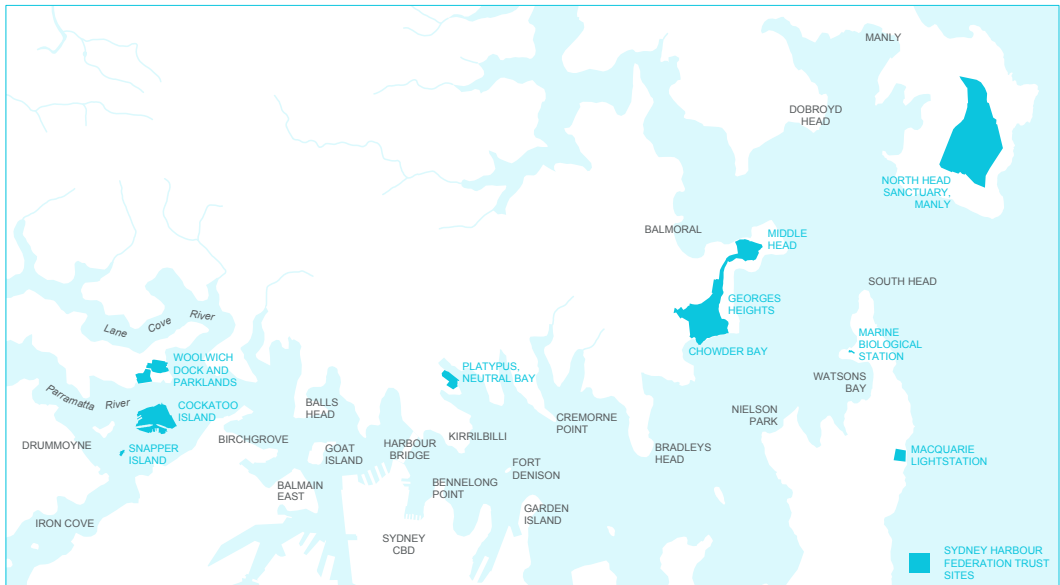 MANLY
DOBROYD
HEAD
NORTH HEAD
SANCTUARY,
MANLY
BALMORAL
MIDDLE
HEAD
SOUTH HEAD
GEORGES
HEIGHTS
Lane Cove River
MARINE
BIOLOGICAL
STATION
CHOWDER BAY
WOOLWICH
DOCK AND
PARKLANDS
PLATYPUS,
NEUTRAL BAY
WATSONS
BAY
Parramatta River
COCKATOO
ISLAND
BALLS
HEAD
CREMORNE
POINT
NIELSON
PARK
DRUMMOYNE
SNAPPER
ISLAND
BIRCHGROVE
GOAT
ISLAND
HARBOUR
BRIDGE
KIRRILBILLI
BRADLEYS
HEAD
MACQUARIE
LIGHTSTATION
FORT
DENISON
BALMAIN
EAST
BENNELONG
POINT
GARDEN
ISLAND
IRON COVE
SYDNEY
CBD
SYDNEY HARBOUR
FEDERATION TRUST
SITES